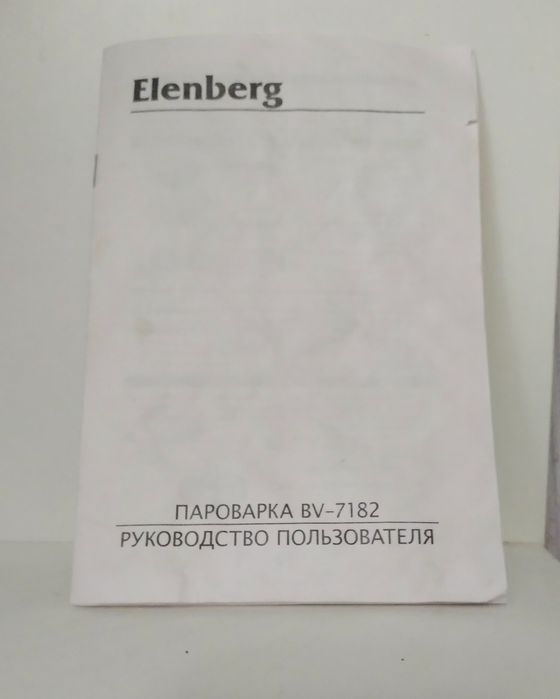 Elenberg
ПАРОВАРКА BV-7182
РУКОВОДСТВО ПОЛЬЗОВАТЕЛЯ